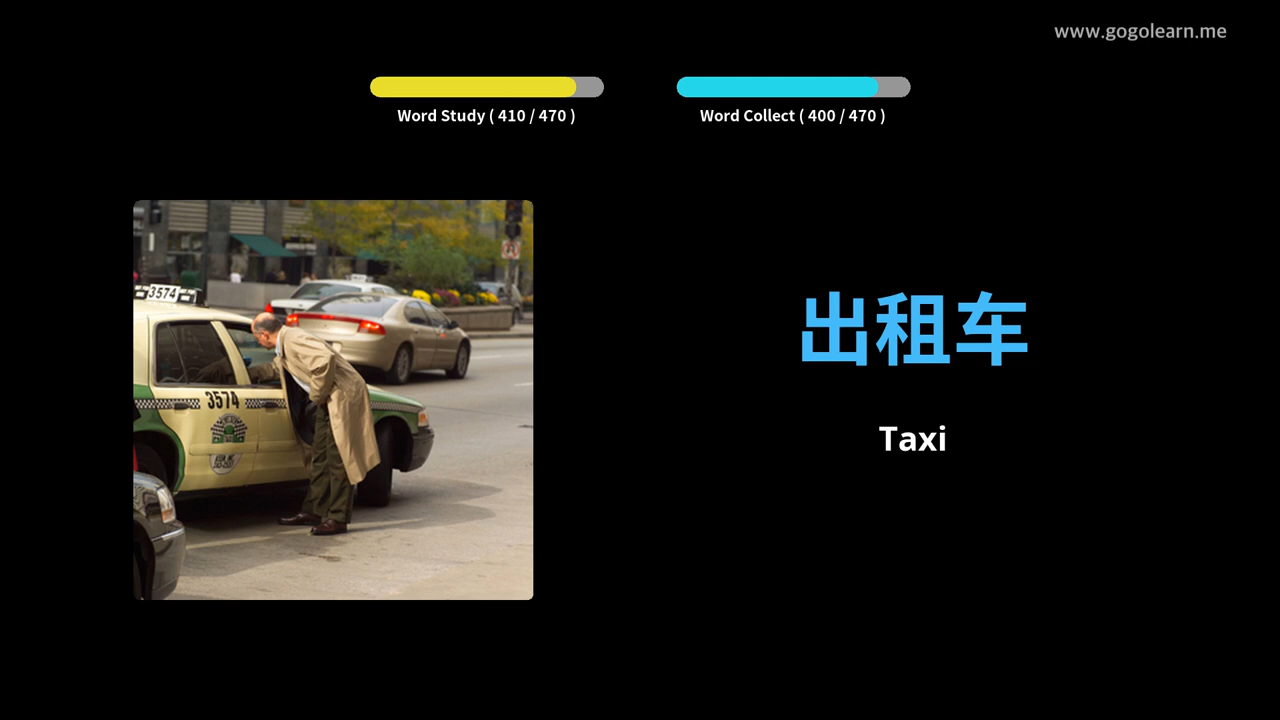 www.gogolearn.me
Word Study ( 410 / 470 )
Word Collect ( 400 / 470 )
3574
3574
出租车
Taxi